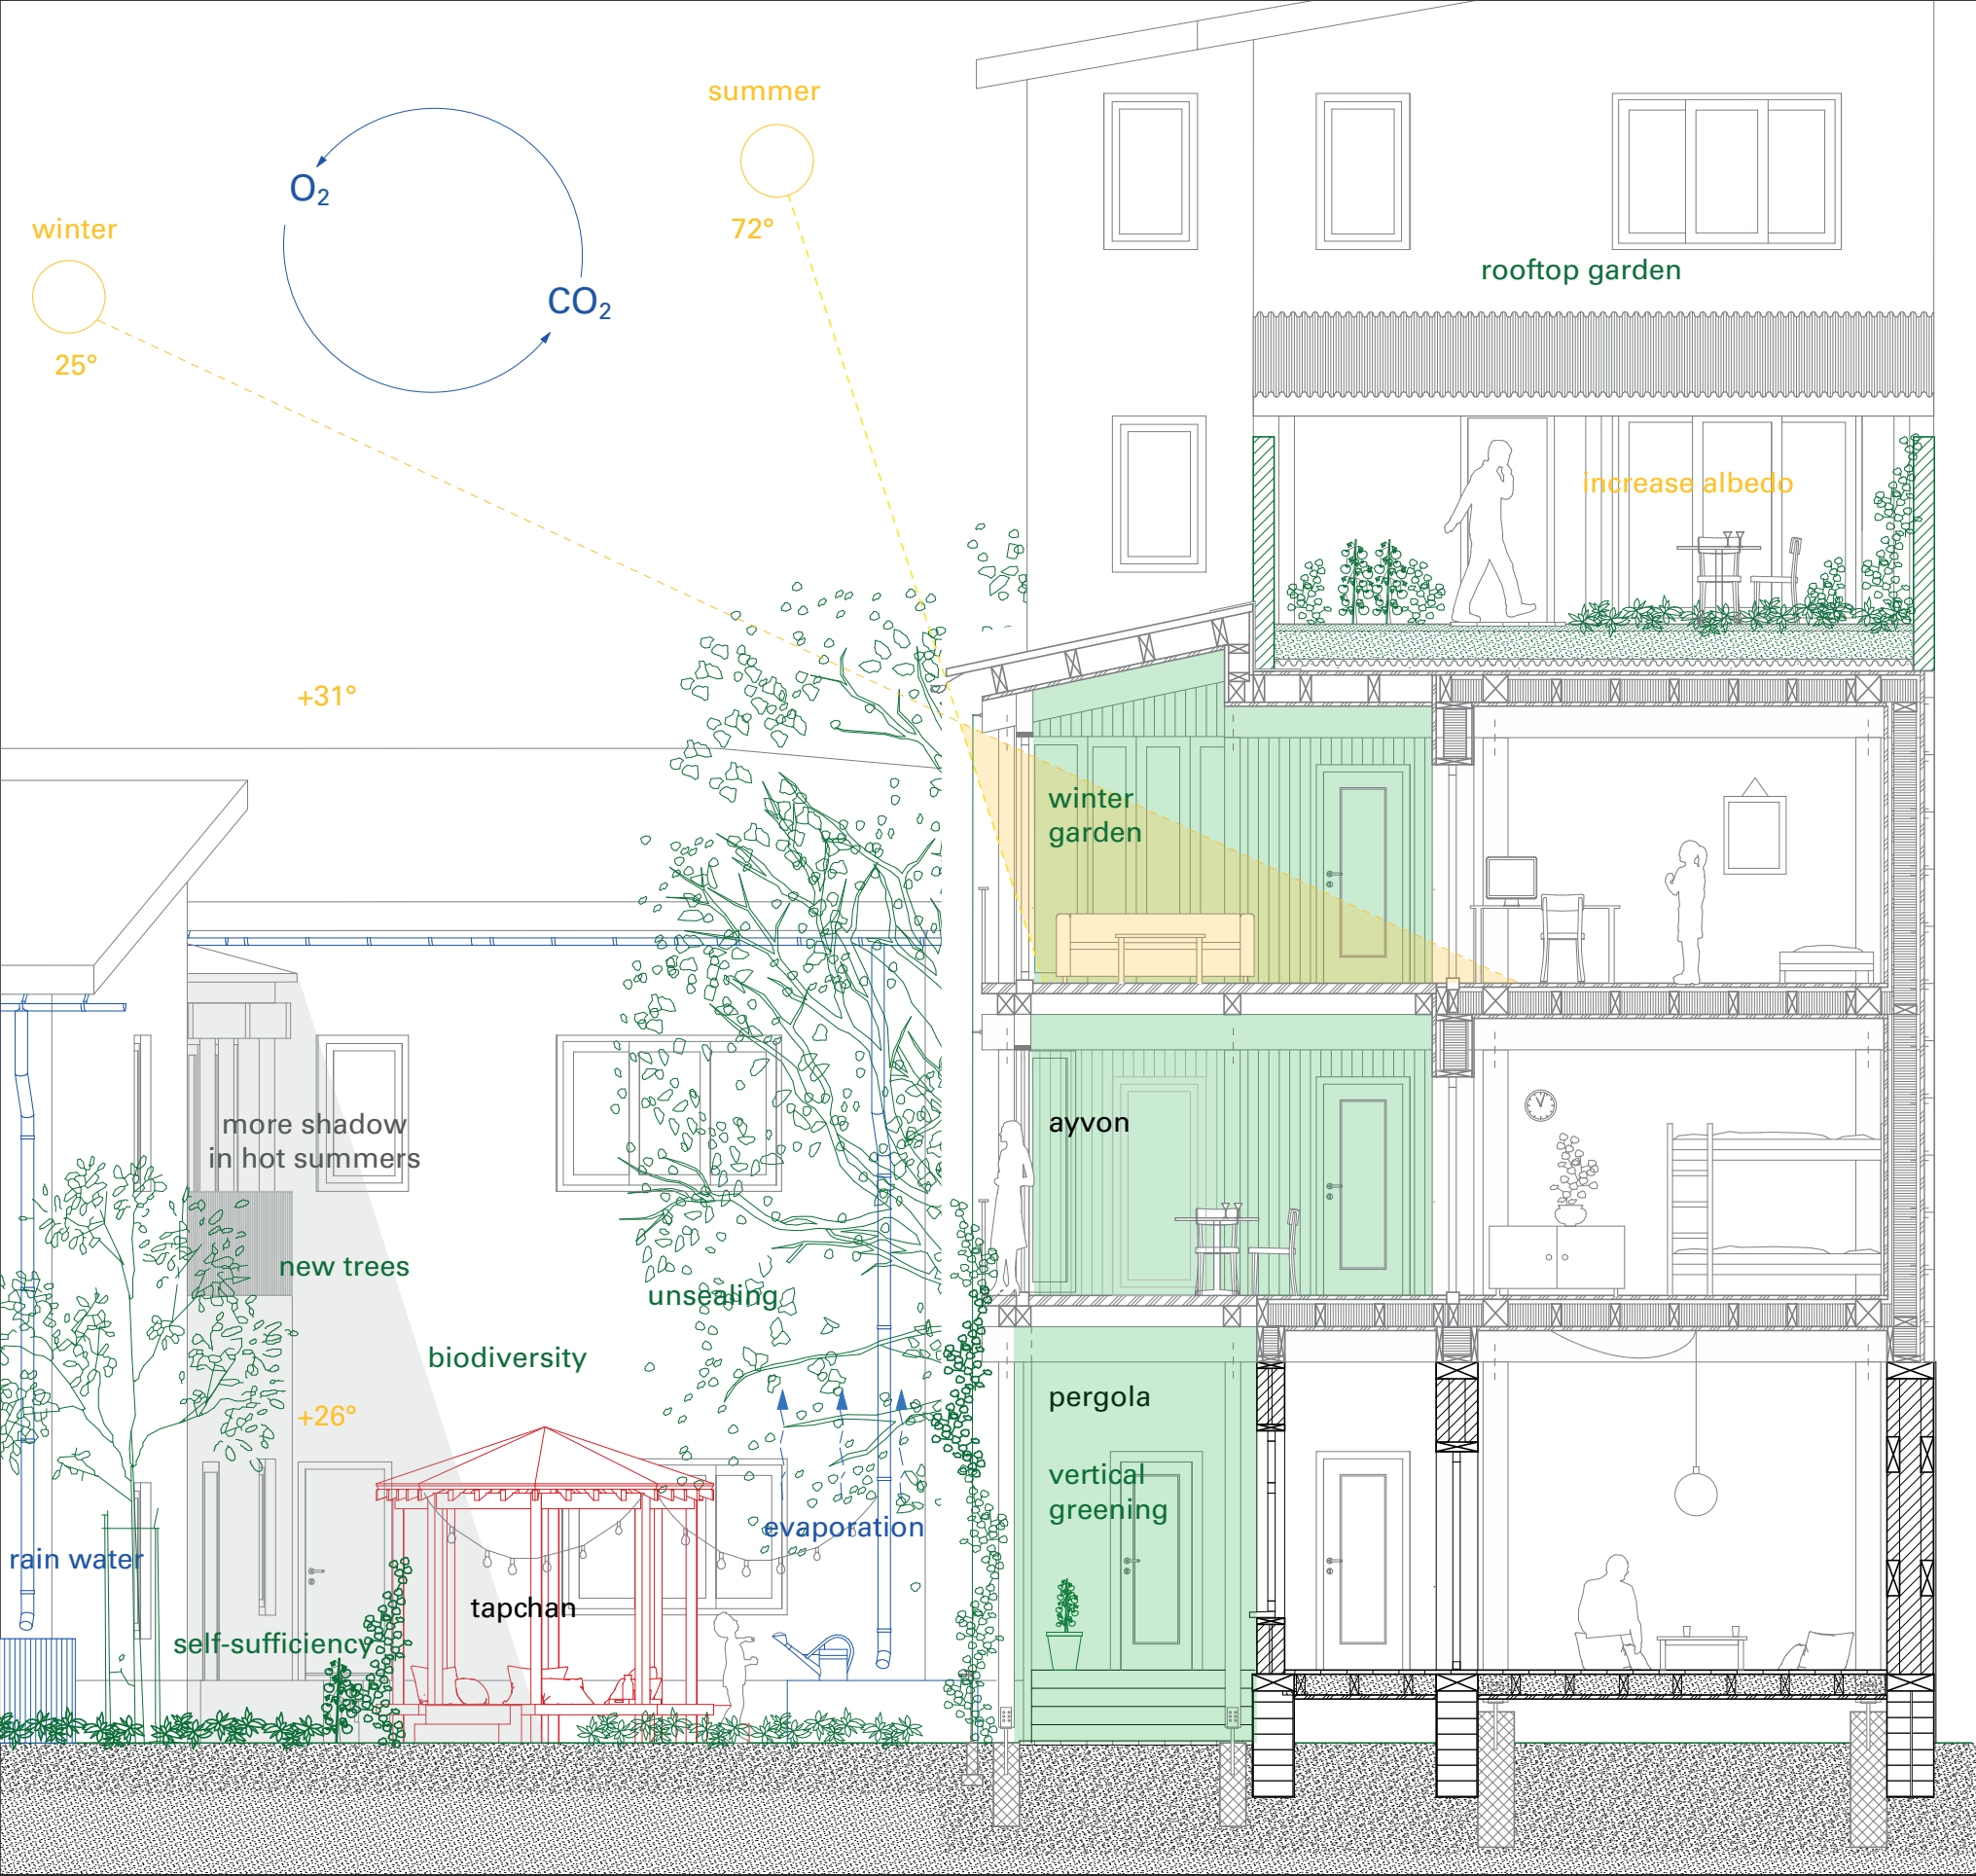 summer
O₂
72°
winter
CO₂
25°
rooftop garden
increase albedo
+31°
winter
garden
more shadow
in hot summers
ayvon
new trees
unsealing
biodiversity
+26°
pergola
vertical
greening
evaporation
rain water
tapchan
self-sufficiency